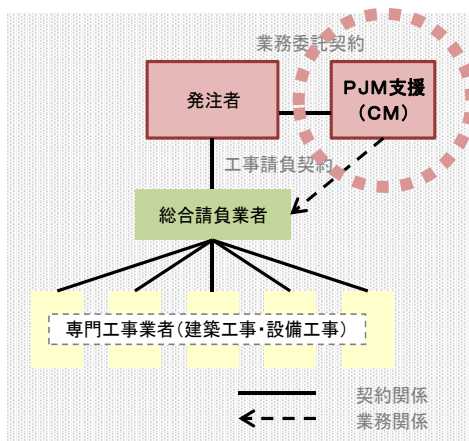 業務委託契約
発注者
PJM支援
（CM）
工事請負契約
総合請負業者
専門工事業者（建築工事・設備工事）
契約関係
業務関係